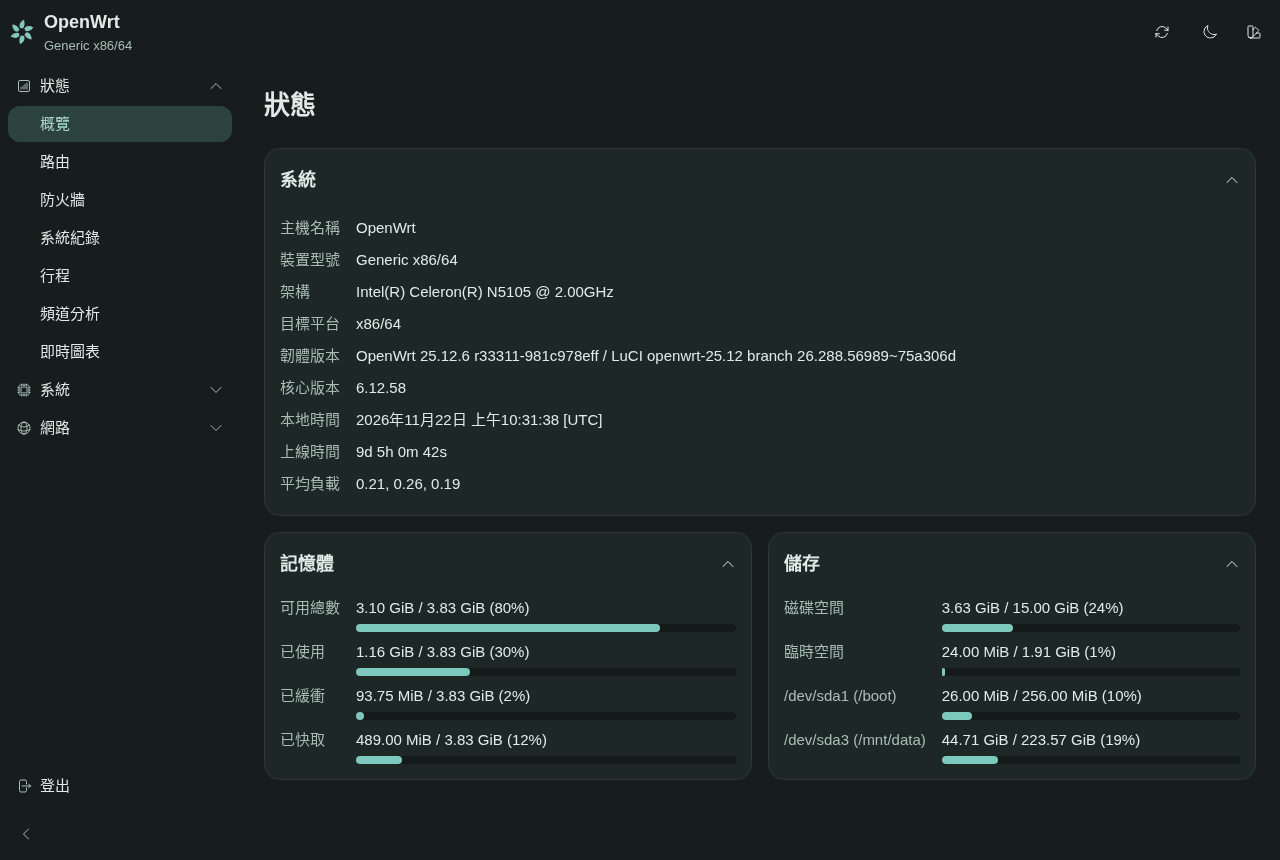 OpenWrt
Generic x86/64
狀態
概覽
路由
防火牆
系統紀錄
行程
頻道分析
即時圖表
系統
網路
登出
狀態
系統
主機名稱 OpenWrt
裝置型號 Generic x86/64
架構 Intel(R) Celeron(R) N5105 @ 2.00GHz
目標平台 x86/64
韌體版本 OpenWrt 25.12.6 r33311-981c978eff / LuCI openwrt-25.12 branch 26.288.56989~75a306d
核心版本 6.12.58
本地時間 2026年11月22日 上午10:31:38 [UTC]
上線時間 9d 5h 0m 42s
平均負載 0.21, 0.26, 0.19
記憶體
可用總數 3.10 GiB / 3.83 GiB (80%)
已使用 1.16 GiB / 3.83 GiB (30%)
已緩衝 93.75 MiB / 3.83 GiB (2%)
已快取 489.00 MiB / 3.83 GiB (12%)
儲存
磁碟空間 3.63 GiB / 15.00 GiB (24%)
臨時空間 24.00 MiB / 1.91 GiB (1%)
/dev/sda1 (/boot) 26.00 MiB / 256.00 MiB (10%)
/dev/sda3 (/mnt/data) 44.71 GiB / 223.57 GiB (19%)